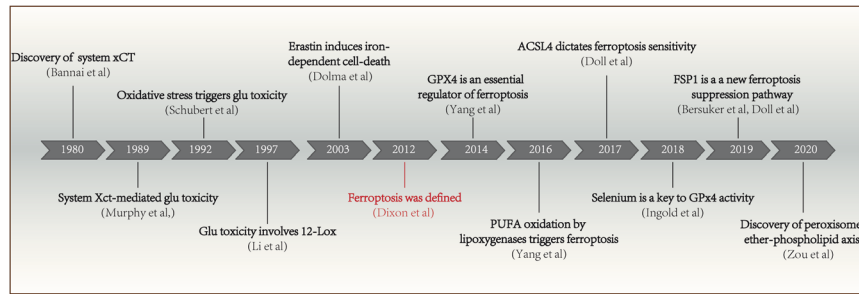 Discovery of system xCT
(Bannai et al)
Oxidative stress triggers glu toxicity
(Schubert et al)
Erastin induces iron-
dependent cell-death
(Dolma et al)
GPX4 is an essential
regulator of ferroptosis
(Yang et al)
ACSL4 dictates ferroptosis sensitivity
(Doll et al)
FSP1 is a a new ferroptosis
suppression pathway
(Bersuker et al, Doll et al)
1980 1989 1992 1997 2003 2012 2014 2016 2017 2018 2019 2020
System Xct-mediated glu toxicity
(Murphy et al,)
Glu toxicity involves 12-Lox
(Li et al)
Ferroptosis was defined
(Dixon et al)
PUFA oxidation by
lipoxygenases triggers ferroptosis
(Yang et al)
Selenium is a key to GPx4 activity
(Ingold et al)
Discovery of peroxisome
ether-phospholipid axis
(Zou et al)